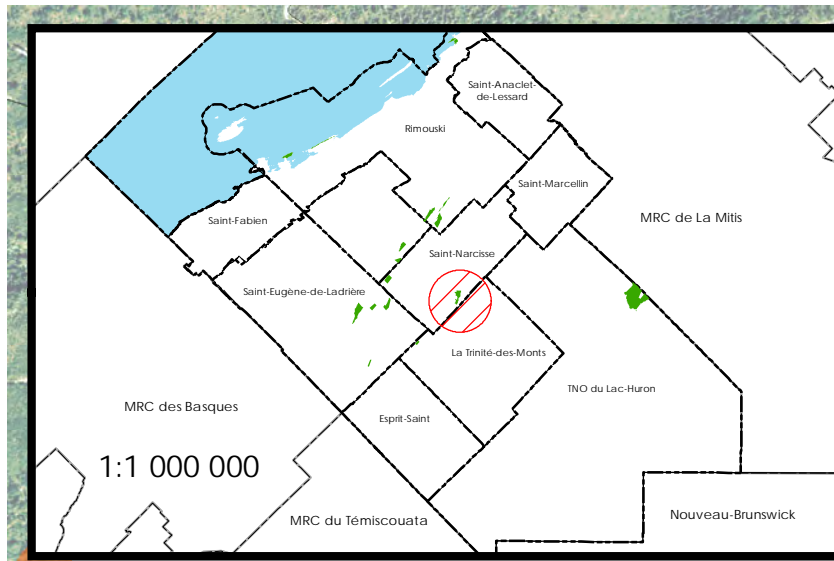 Saint-Anaclet-
de-Lessard
Rimouski
Saint-Marcellin
Saint-Fabien
MRC de La Mitis
Saint-Narcisse
Saint-Eugène-de-Ladrière
La Trinité-des-Monts
TNO du Lac-Huron
MRC des Basques
Esprit-Saint
1:1 000 000
MRC du Témiscouata
Nouveau-Brunswick